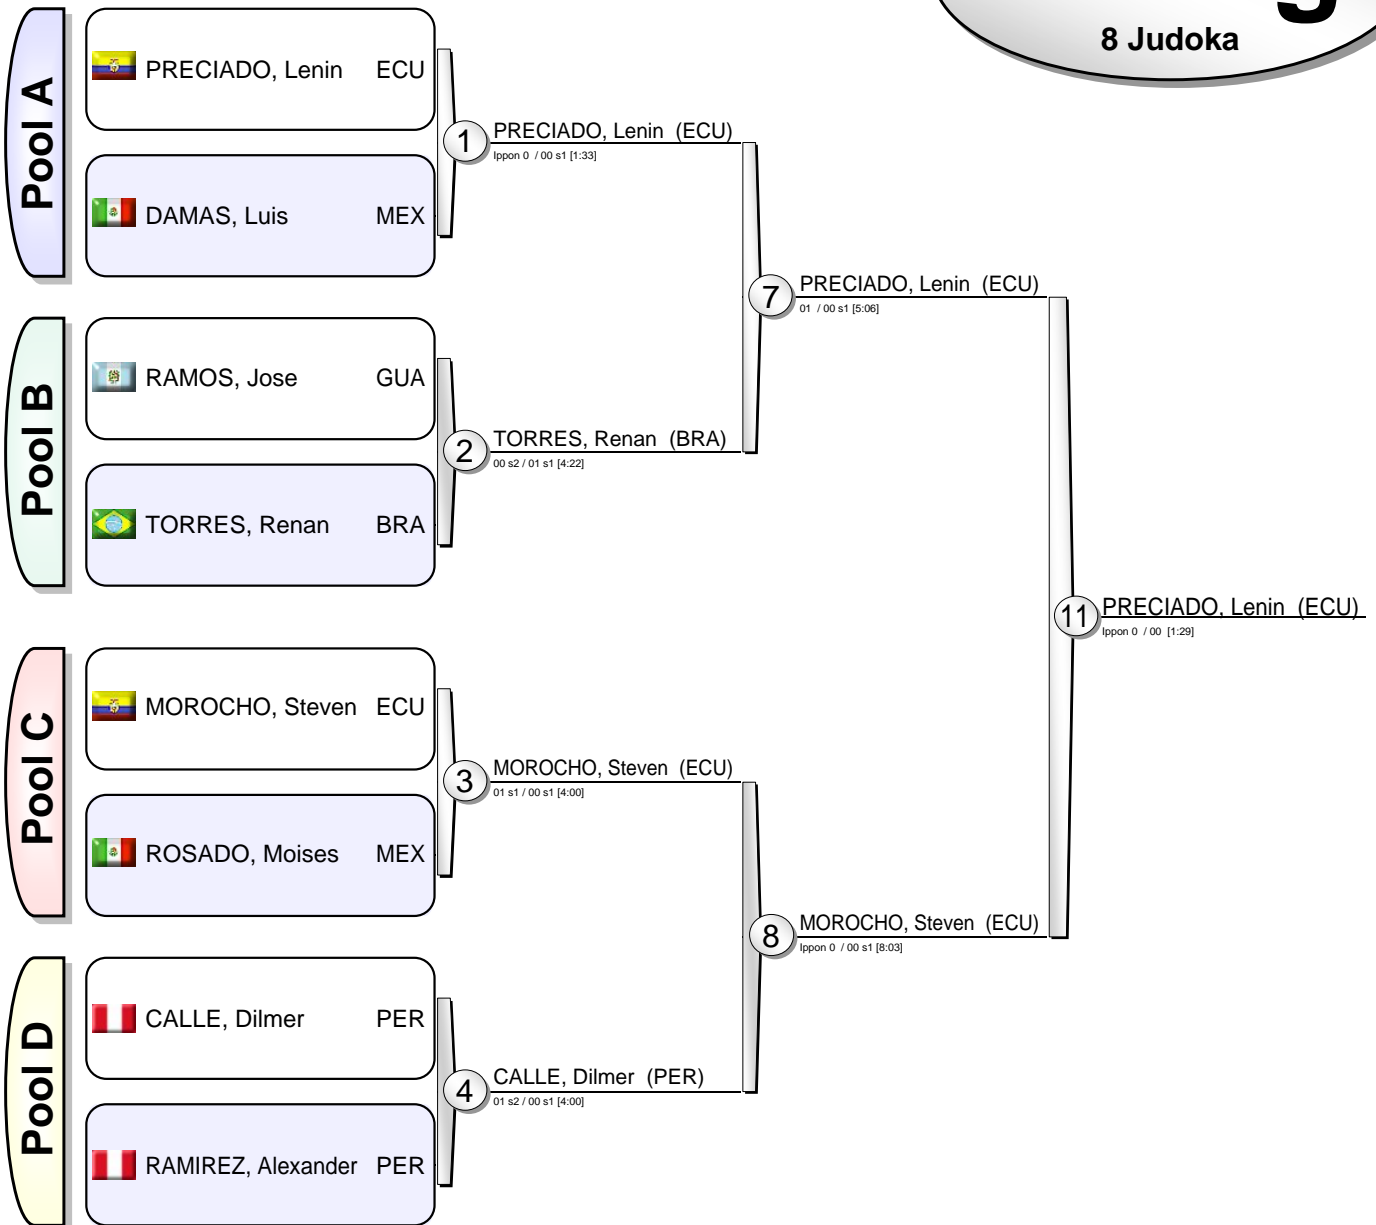 8 Judoka
Pool A
PRECIADO, Lenin ECU
DAMAS, Luis MEX
1 PRECIADO, Lenin (ECU)
Ippon 0 / 00 s1 [1:33]
7 PRECIADO, Lenin (ECU)
01 / 00 s1 [5:06]
Pool B
RAMOS, Jose GUA
TORRES, Renan BRA
2 TORRES, Renan (BRA)
00 s2 / 01 s1 [4:22]
11 PRECIADO, Lenin (ECU)
Ippon 0 / 00 [1:29]
Pool C
MOROCHO, Steven ECU
ROSADO, Moises MEX
3 MOROCHO, Steven (ECU)
01 s1 / 00 s1 [4:00]
8 MOROCHO, Steven (ECU)
Ippon 0 / 00 s1 [8:03]
Pool D
CALLE, Dilmer PER
RAMIREZ, Alexander PER
4 CALLE, Dilmer (PER)
01 s2 / 00 s1 [4:00]